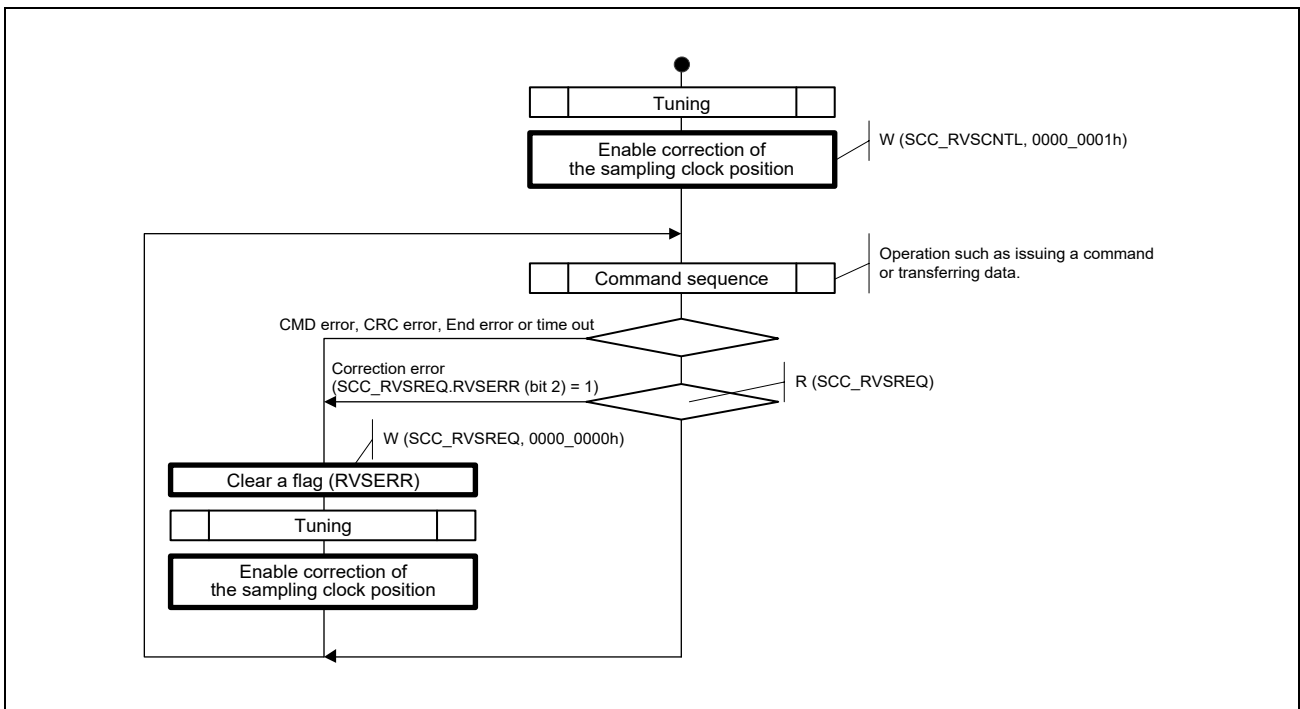 Tuning
Enable correction of
the sampling clock position
W (SCC_RVSCNTL, 0000_0001h)
Command sequence
Operation such as issuing a command
or transferring data.
CMD error, CRC error, End error or time out
Correction error
(SCC_RVSREQ.RVSERR (bit 2) = 1)
R (SCC_RVSREQ)
W (SCC_RVSREQ, 0000_0000h)
Clear a flag (RVSERR)
Tuning
Enable correction of
the sampling clock position